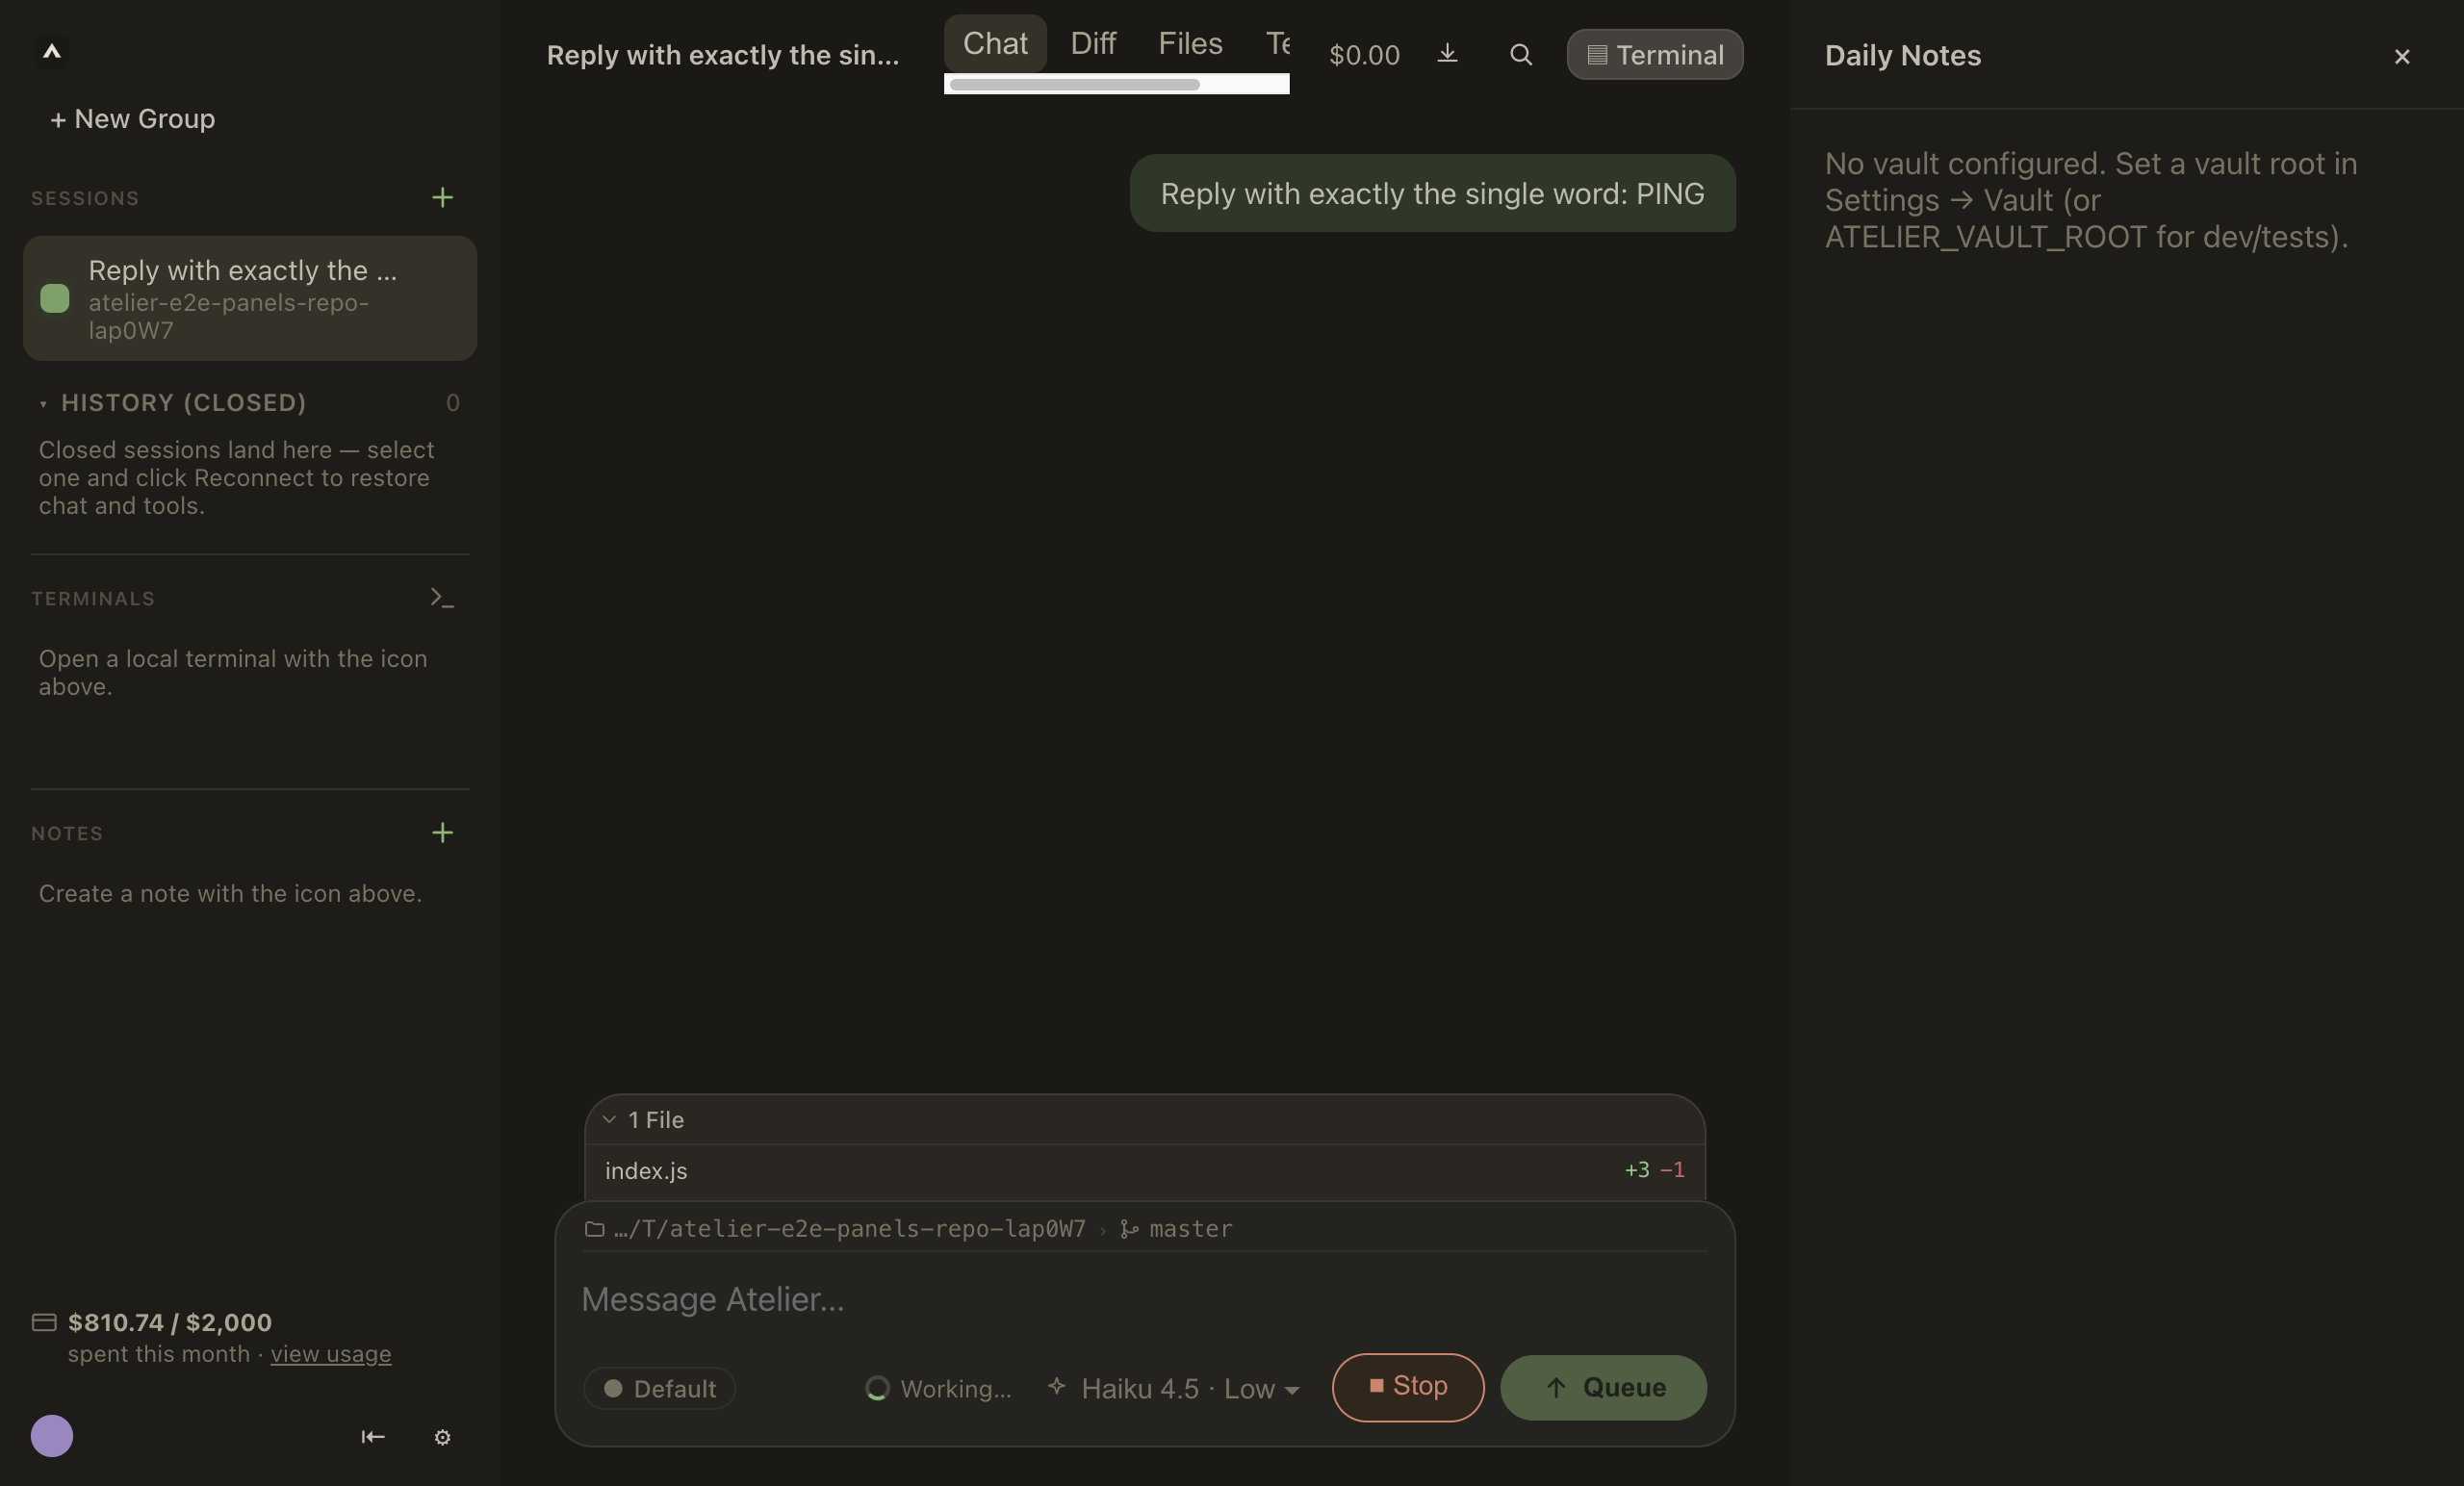 + New Group
SESSIONS
Reply with exactly the ...
atelier-e2e-panels-repo-
lap0W7
HISTORY (CLOSED) 0
Closed sessions land here — select
one and click Reconnect to restore
chat and tools.
TERMINALS
Open a local terminal with the icon
above.
NOTES
Create a note with the icon above.
$810.74 / $2,000
spent this month · view usage
Reply with exactly the sin... Chat Diff Files Te $0.00 Terminal
Reply with exactly the single word: PING
1 File
index.js +3 −1
…/T/atelier-e2e-panels-repo-lap0W7 › master
Message Atelier...
Default Working... Haiku 4.5 · Low Stop Queue
Daily Notes
No vault configured. Set a vault root in
Settings → Vault (or
ATELIER_VAULT_ROOT for dev/tests).